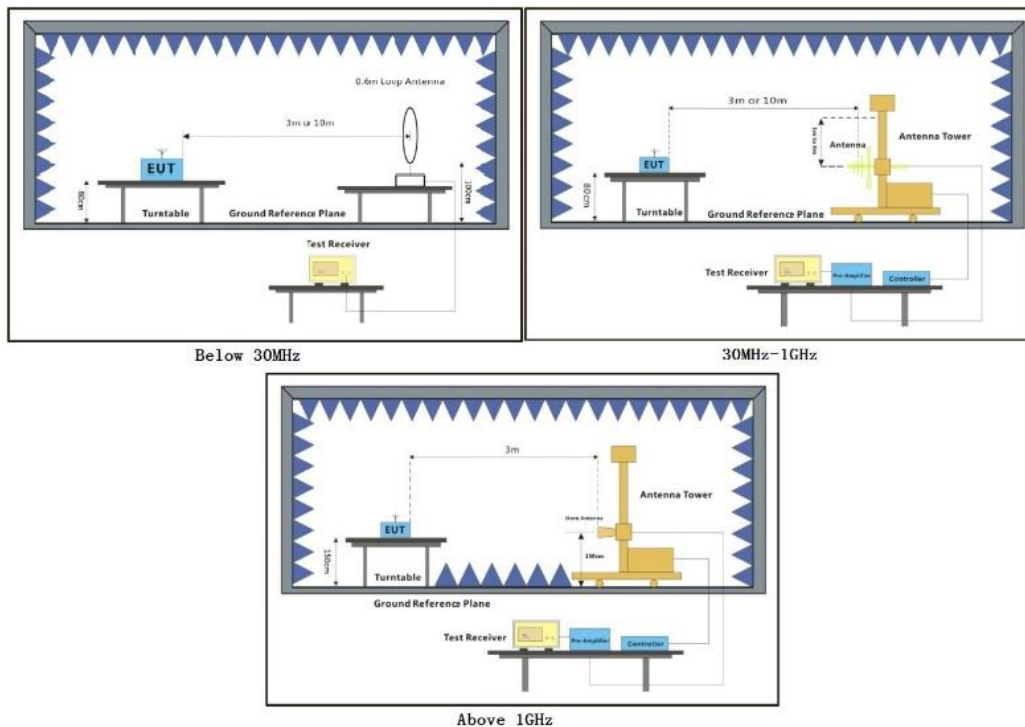 0.6m Loop Antenna
3m or 10m
EUT
80cm
100cm
Turntable
Ground Reference Plane
Test Receiver
Below 30MHz
3m or 10m
Antenna Tower
Antenna
EUT
80cm
Turntable
Ground Reference Plane
Test Receiver
Pre-Amplifier
Controller
30MHz-1GHz
3m
Antenna Tower
Horn Antenna
EUT
150cm
Turntable
Ground Reference Plane
Test Receiver
Pre-Amplifier
Controller
Above 1GHz